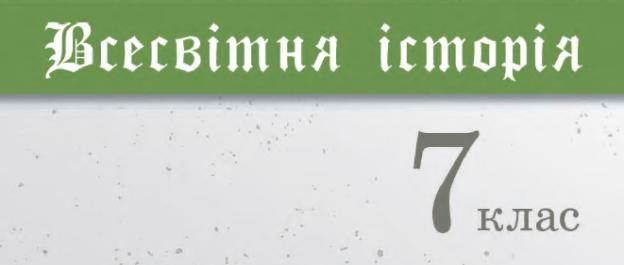 Всесвітня історія
7 клас